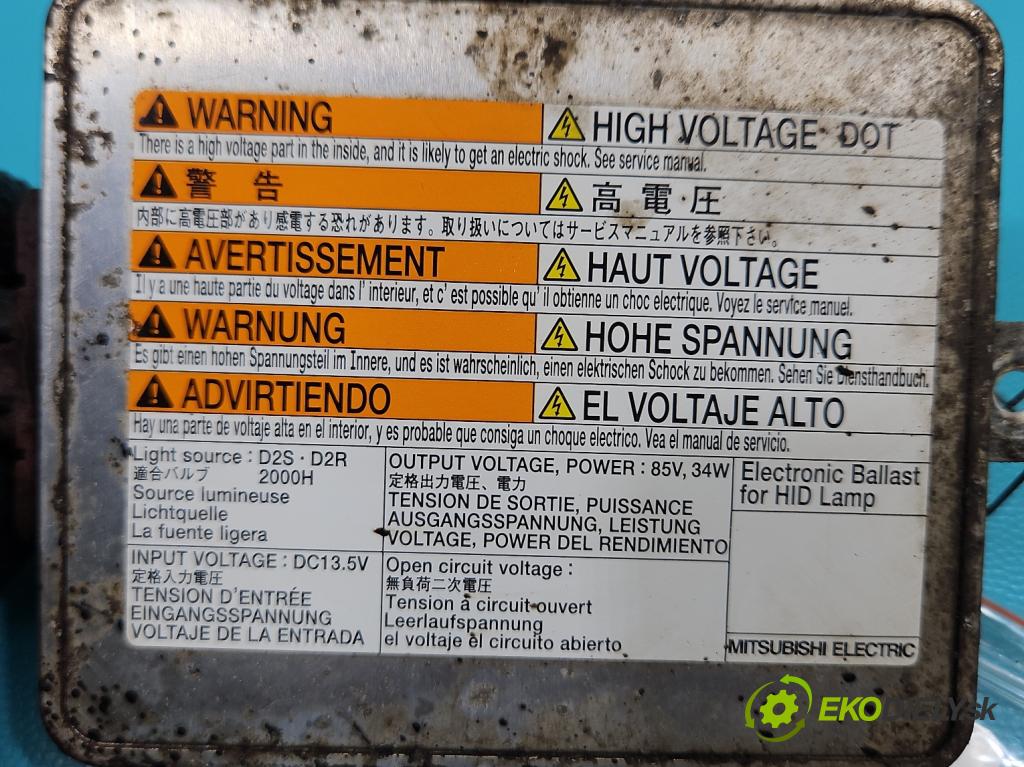 WARNING
HIGH VOLTAGE DOT
There is a high voltage part in the inside, and it is likely to get an electric shock. See service manual.
警 告
高 電 圧
内部に高電圧部があり感電する恐れがあります。取り扱いについてはサービスマニュアルを参照下さい。
AVERTISSEMENT
HAUT VOLTAGE
Il y a une haute partie du voltage dans l' interieur, et c' est possible qu' il obtienne un choc electrique. Voyez le service manuel.
WARNUNG
HOHE SPANNUNG
Es gibt einen hohen Spannungsteil im Innere, und es ist wahrscheinlich, einen elektrischen Schock zu bekommen. Sehen Sie Diensthandbuch.
ADVIRTIENDO
EL VOLTAJE ALTO
Hay una parte de voltaje alta en el interior, y es probable que consiga un choque electrico. Vea el manual de servicio.
Light source : D2S · D2R
適合バルブ 2000H
Source lumineuse
Lichtquelle
La fuente ligera
OUTPUT VOLTAGE, POWER : 85V, 34W
定格出力電圧、電力
TENSION DE SORTIE, PUISSANCE
AUSGANGSSPANNUNG, LEISTUNG
VOLTAGE, POWER DEL RENDIMIENTO
Electronic Ballast
for HID Lamp
INPUT VOLTAGE : DC13.5V
定格入力電圧
TENSION D'ENTRÉE
EINGANGSSPANNUNG
VOLTAJE DE LA ENTRADA
Open circuit voltage :
無負荷二次電圧
Tension à circuit ouvert
Leerlaufspannung
el voltaje el circuito abierto
MITSUBISHI ELECTRIC
EKODIELY.sk